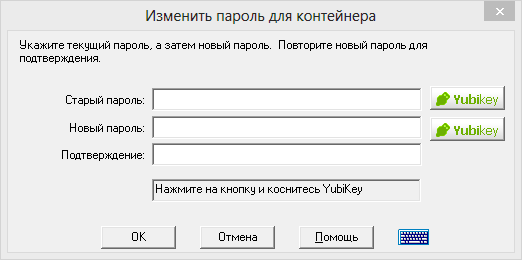 Изменить пароль для контейнера
Укажите текущий пароль, а затем новый пароль. Повторите новый пароль для
подтверждения.
Старый пароль:
Yubikey
Новый пароль:
Yubikey
Подтверждение:
Нажмите на кнопку и коснитесь YubiKey
OK
Отмена
Помощь